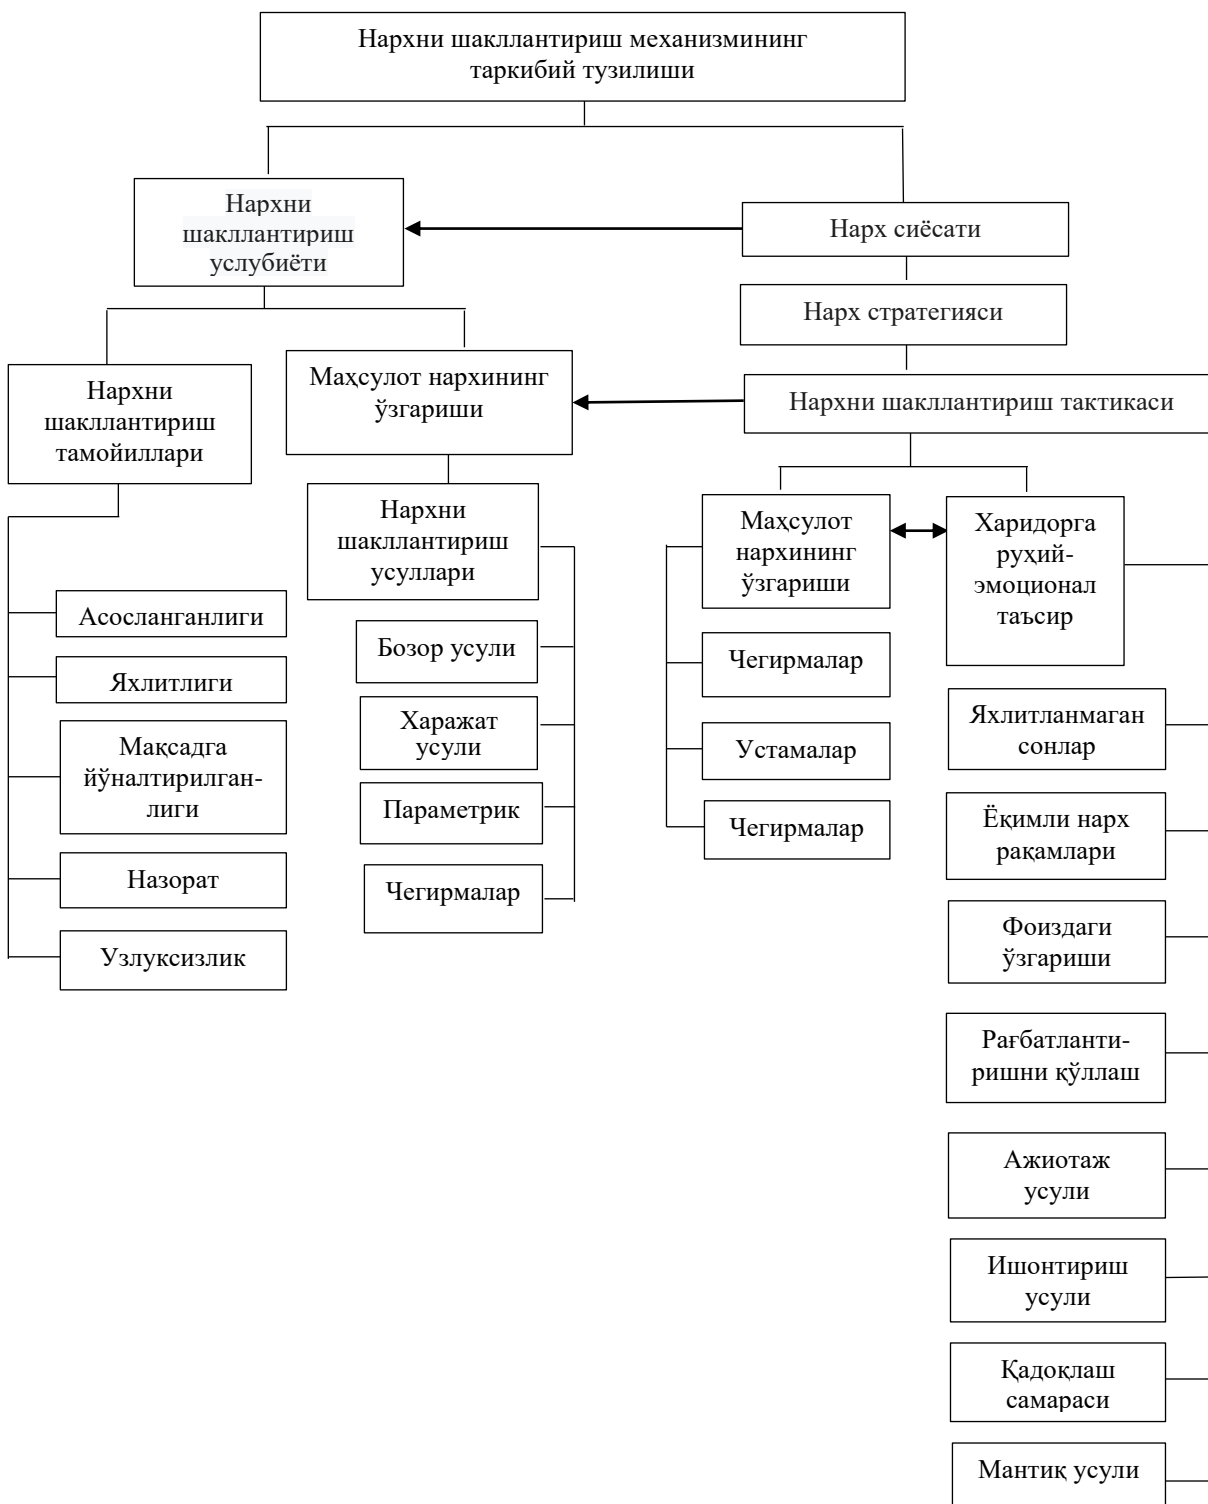 Нархни шакллантириш механизмининг
таркибий тузилиши
Нархни
шакллантириш
услубиёти
Нарх сиёсати
Нарх стратегияси
Нархни
шакллантириш
тамойиллари
Маҳсулот нархининг
ўзгариши
Нархни шакллантириш тактикаси
Нархни
шакллантириш
усуллари
Маҳсулот
нархининг
ўзгариши
Харидорга
руҳий-
эмоционал
таъсир
Асосланганлиги
Яхлитлиги
Мақсадга
йўналтирилган-
лиги
Назорат
Узлуксизлик
Бозор усули
Харажат
усули
Параметрик
Чегирмалар
Чегирмалар
Устамалар
Чегирмалар
Яхлитланмаган
сонлар
Ёқимли нарх
рақамлари
Фоиздаги
ўзгариши
Рағбатланти-
ришни қўллаш
Ажиотаж
усули
Ишонтириш
усули
Қадоқлаш
самараси
Мантиқ усули